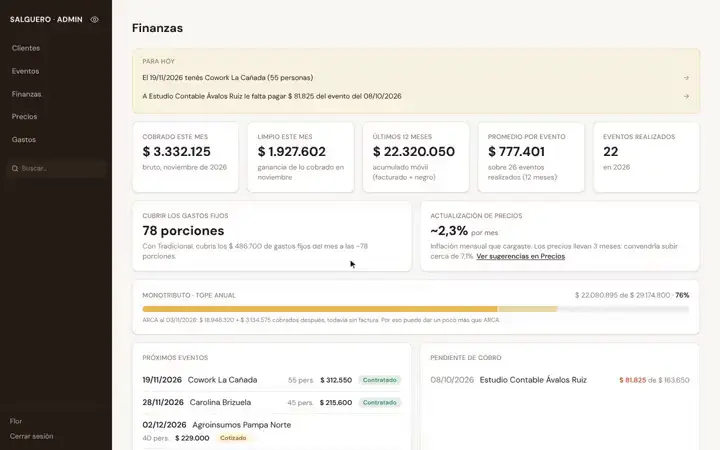 SALGUERO · ADMIN
Clientes
Eventos
Finanzas
Precios
Gastos
Buscar...
Flor
Cerrar sesión
Finanzas
PARA HOY
El 19/11/2026 tenés Cowork La Cañada (55 personas)
A Estudio Contable Ávalos Ruiz le falta pagar $ 81.825 del evento del 08/10/2026
COBRADO ESTE MES
$ 3.332.125
bruto, noviembre de 2026
LIMPIO ESTE MES
$ 1.927.602
ganancia de lo cobrado en
noviembre
ÚLTIMOS 12 MESES
$ 22.320.050
acumulado móvil
(facturado + negro)
PROMEDIO POR EVENTO
$ 777.401
sobre 26 eventos
realizados (12 meses)
EVENTOS REALIZADOS
22
en 2026
CUBRIR LOS GASTOS FIJOS
78 porciones
Con Tradicional, cubrís los $ 486.700 de gastos fijos del mes a las ~78
porciones.
ACTUALIZACIÓN DE PRECIOS
~2,3% por mes
Inflación mensual que cargaste. Los precios llevan 3 meses: convendría subir
cerca de 7,1%. Ver sugerencias en Precios
MONOTRIBUTO · TOPE ANUAL
$ 22.080.895 de $ 29.174.800 · 76%
ARCA al 03/11/2026: $ 18.946.320 + $ 3.134.575 cobrados después, todavía sin factura. Por eso puede dar un poco más que ARCA.
PRÓXIMOS EVENTOS
19/11/2026 Cowork La Cañada 55 pers. $ 312.550 Contratado
28/11/2026 Carolina Brizuela 45 pers. $ 215.600 Contratado
02/12/2026 Agroinsumos Pampa Norte
40 pers. $ 229.000 Cotizado
PENDIENTE DE COBRO
08/10/2026 Estudio Contable Ávalos Ruiz $ 81.825 de $ 163.650